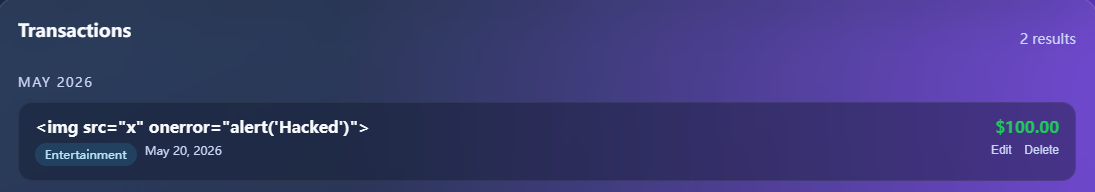 Transactions
2 results
MAY 2026
<img src="x" onerror="alert('Hacked')">
$100.00
Entertainment
May 20, 2026
Edit
Delete